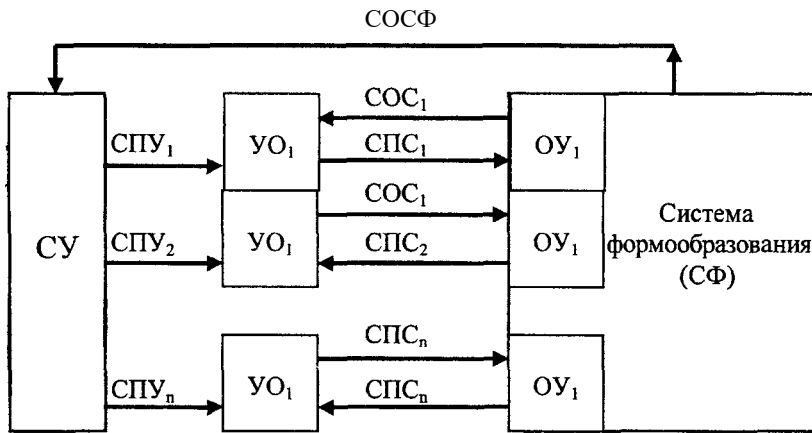 СОСФ
СОС₁
СПУ₁
УО₁
СПС₁
ОУ₁
СОС₁
СУ
СПУ₂
УО₁
СПС₂
ОУ₁
Система
формообразования
(СФ)
СПСₙ
СПУₙ
УО₁
СПСₙ
ОУ₁